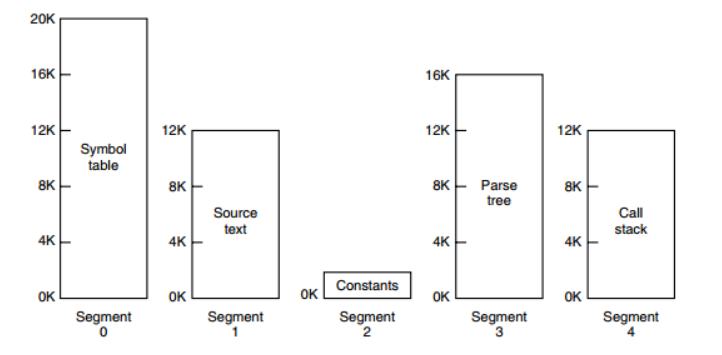 20K
16K
12K
8K
4K
0K
Symbol
table
Segment
0
12K
8K
4K
0K
Source
text
Segment
1
0K
Constants
Segment
2
16K
12K
8K
4K
0K
Parse
tree
Segment
3
12K
8K
4K
0K
Call
stack
Segment
4